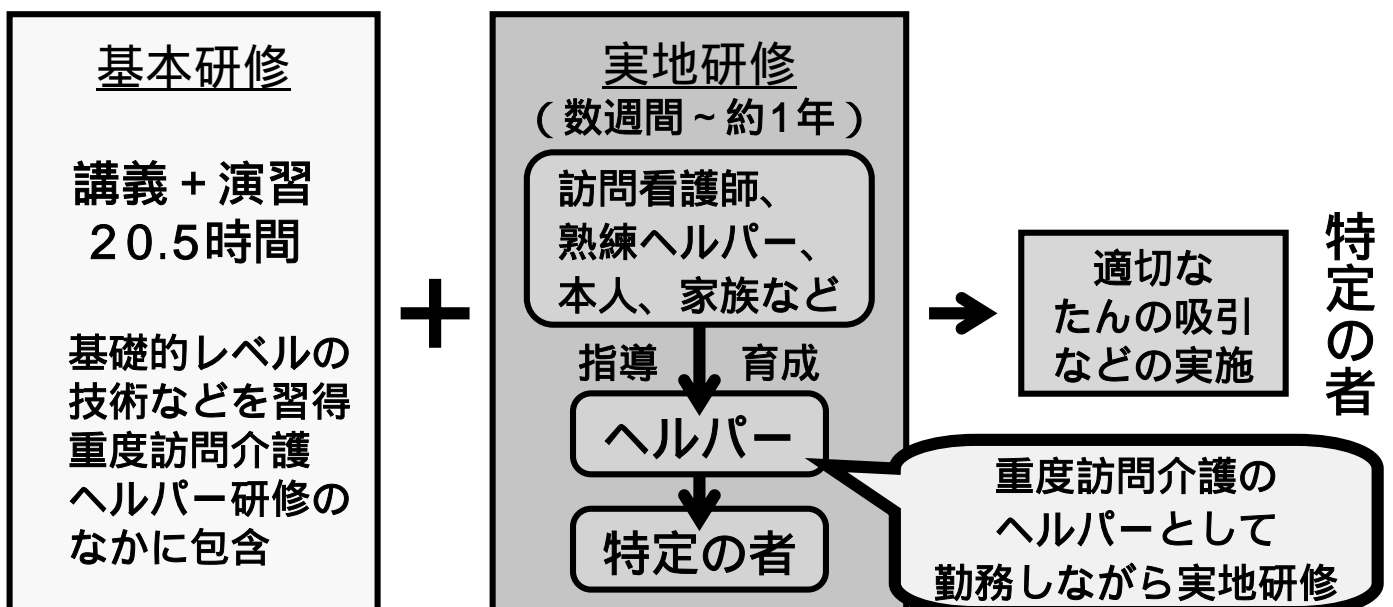 基本研修
講義+演習
20.5時間
基礎的レベルの
技術などを習得
重度訪問介護
ヘルパー研修の
なかに包含
実地研修
(数週間~約1年)
訪問看護師、
熟練ヘルパー、
本人、家族など
指導 育成
ヘルパー
特定の者
適切な
たんの吸引
などの実施
特定の者
重度訪問介護の
ヘルパーとして
勤務しながら実地研修